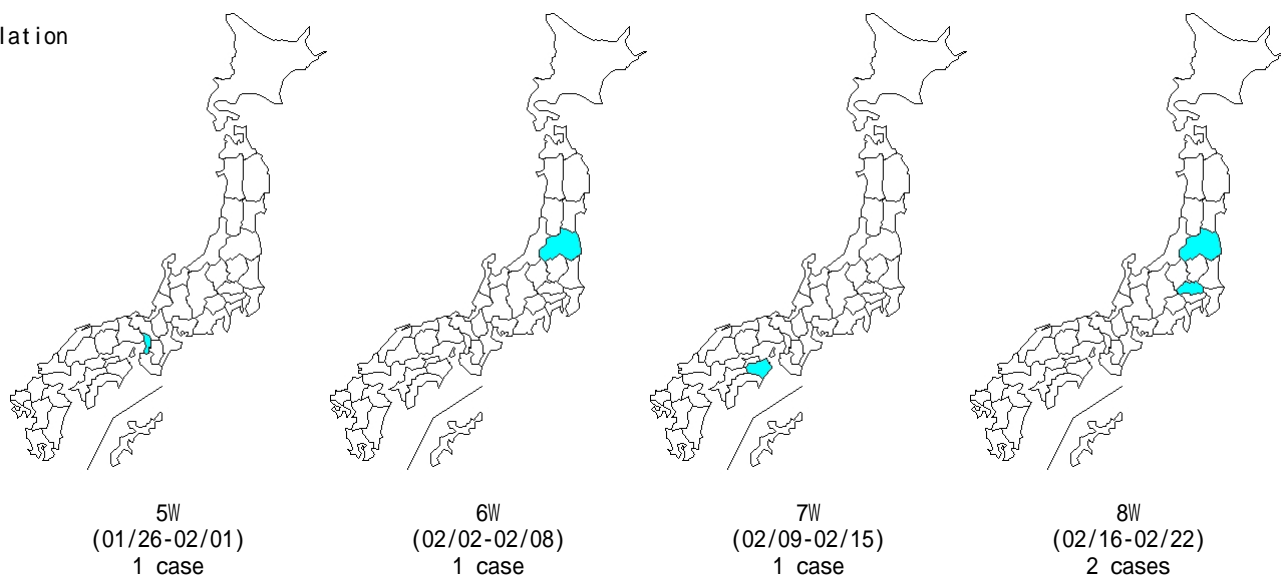 lation
5W
(01/26-02/01)
1 case
6W
(02/02-02/08)
1 case
7W
(02/09-02/15)
1 case
8W
(02/16-02/22)
2 cases